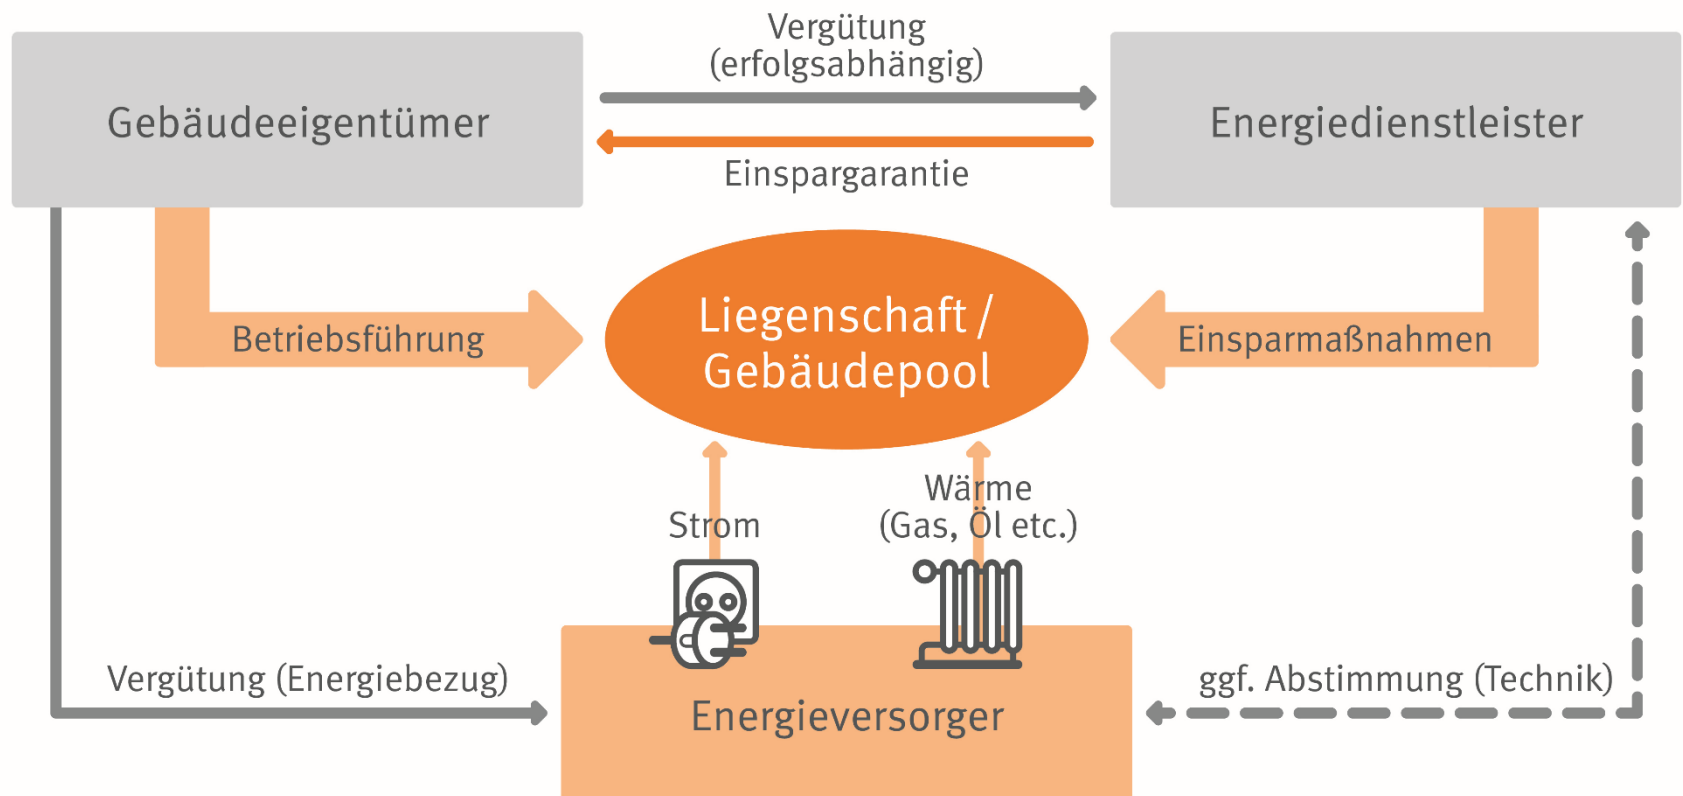 Vergütung
(erfolgsabhängig)
Gebäudeeigentümer
Energiedienstleister
Einspargarantie
Liegenschaft /
Gebäudepool
Betriebsführung
Einsparmaßnahmen
Strom
Wärme
(Gas, Öl etc.)
Vergütung (Energiebezug)
ggf. Abstimmung (Technik)
Energieversorger